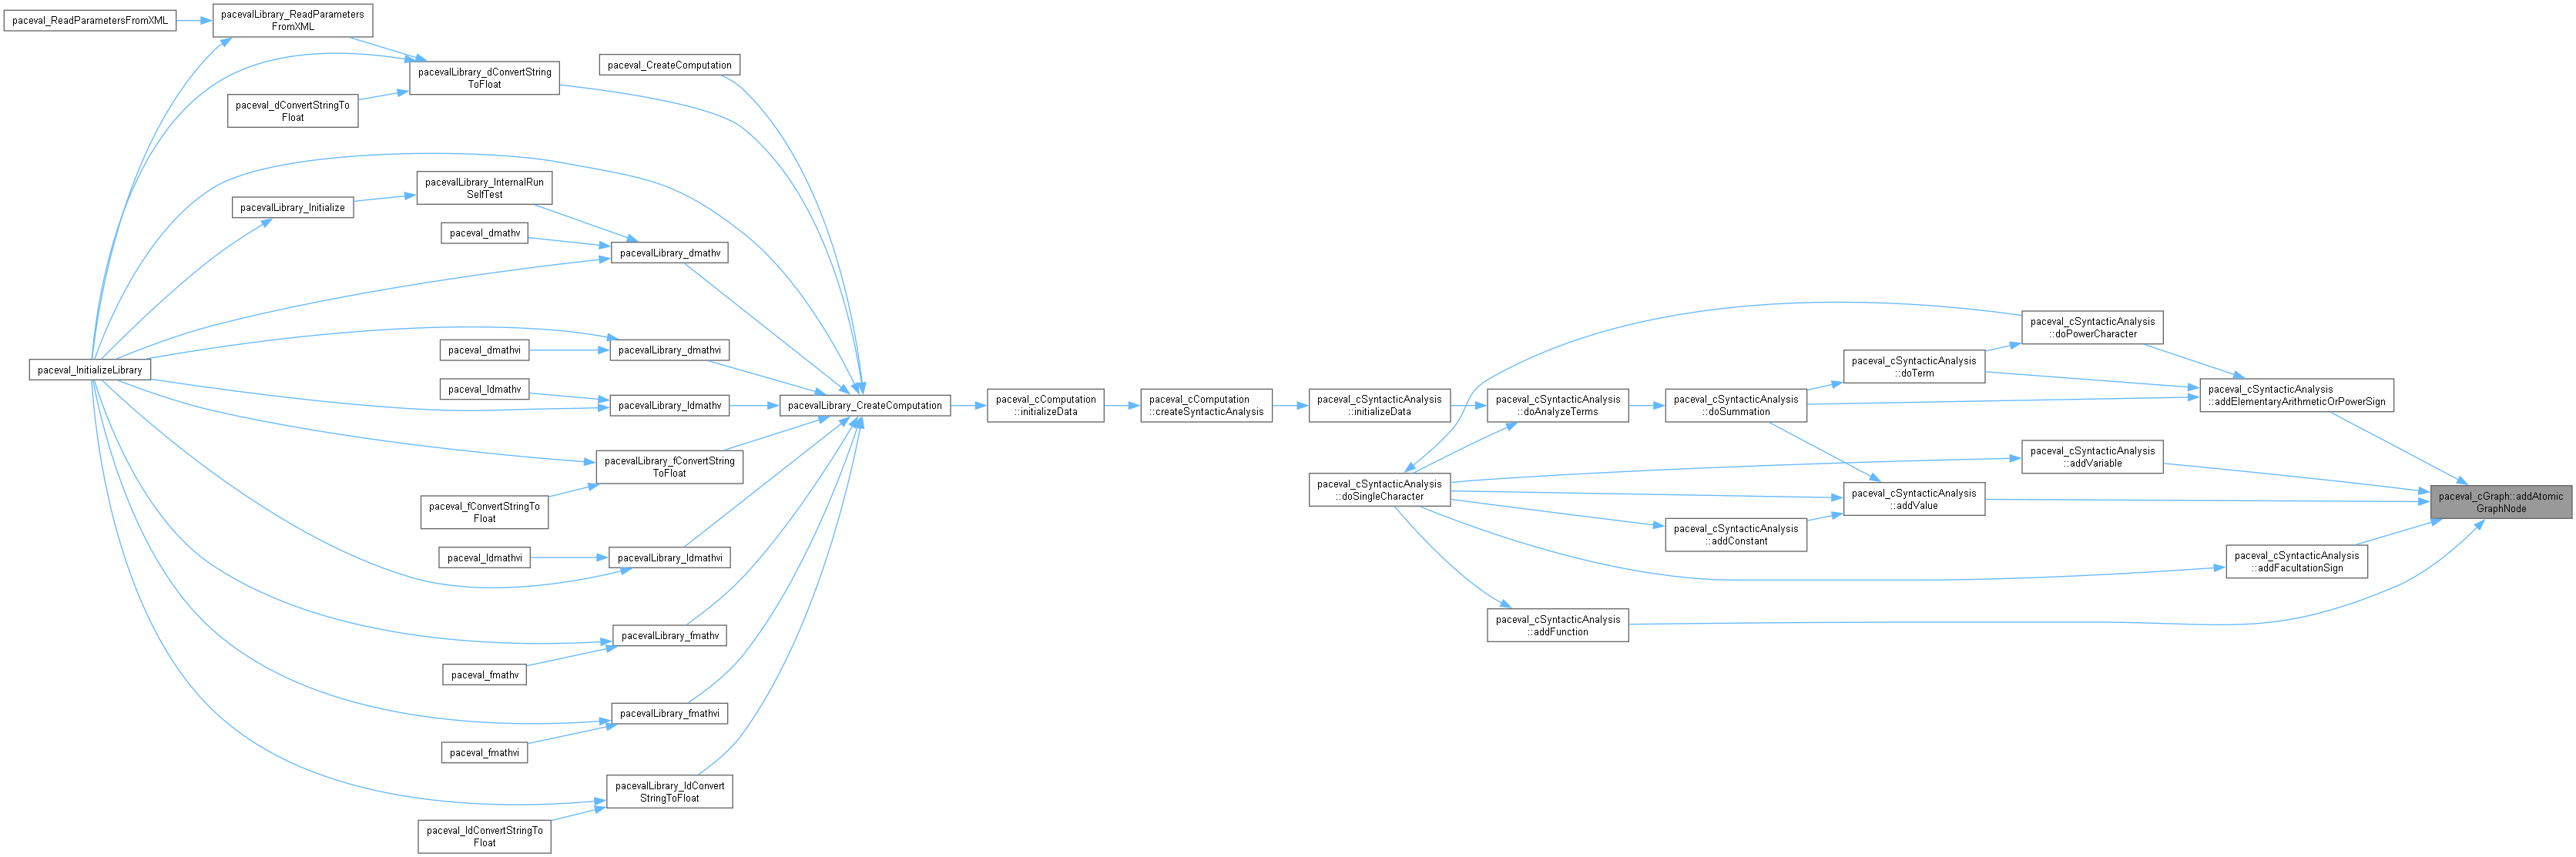 paceval_ReadParametersFromXML
pacevalLibrary_ReadParameters
FromXML
pacevalLibrary_dConvertString
ToFloat
paceval_dConvertStringTo
Float
paceval_CreateComputation
pacevalLibrary_InternalRun
SelfTest
pacevalLibrary_Initialize
paceval_dmathv
pacevalLibrary_dmathv
paceval_InitializeLibrary
paceval_dmathvi
pacevalLibrary_dmathvi
paceval_ldmathv
pacevalLibrary_ldmathv
pacevalLibrary_fConvertString
ToFloat
paceval_fConvertStringTo
Float
paceval_ldmathvi
pacevalLibrary_ldmathvi
pacevalLibrary_fmathv
paceval_fmathv
pacevalLibrary_fmathvi
paceval_fmathvi
pacevalLibrary_ldConvert
StringToFloat
paceval_ldConvertStringTo
Float
pacevalLibrary_CreateComputation
paceval_cComputation
::initializeData
paceval_cComputation
::createSyntacticAnalysis
paceval_cSyntacticAnalysis
::initializeData
paceval_cSyntacticAnalysis
::doAnalyzeTerms
paceval_cSyntacticAnalysis
::doSingleCharacter
paceval_cSyntacticAnalysis
::addFunction
paceval_cSyntacticAnalysis
::doSummation
paceval_cSyntacticAnalysis
::addConstant
paceval_cSyntacticAnalysis
::doTerm
paceval_cSyntacticAnalysis
::addValue
paceval_cSyntacticAnalysis
::doPowerCharacter
paceval_cSyntacticAnalysis
::addVariable
paceval_cSyntacticAnalysis
::addElementaryArithmeticOrPowerSign
paceval_cSyntacticAnalysis
::addFacultationSign
paceval_cGraph::addAtomic
GraphNode